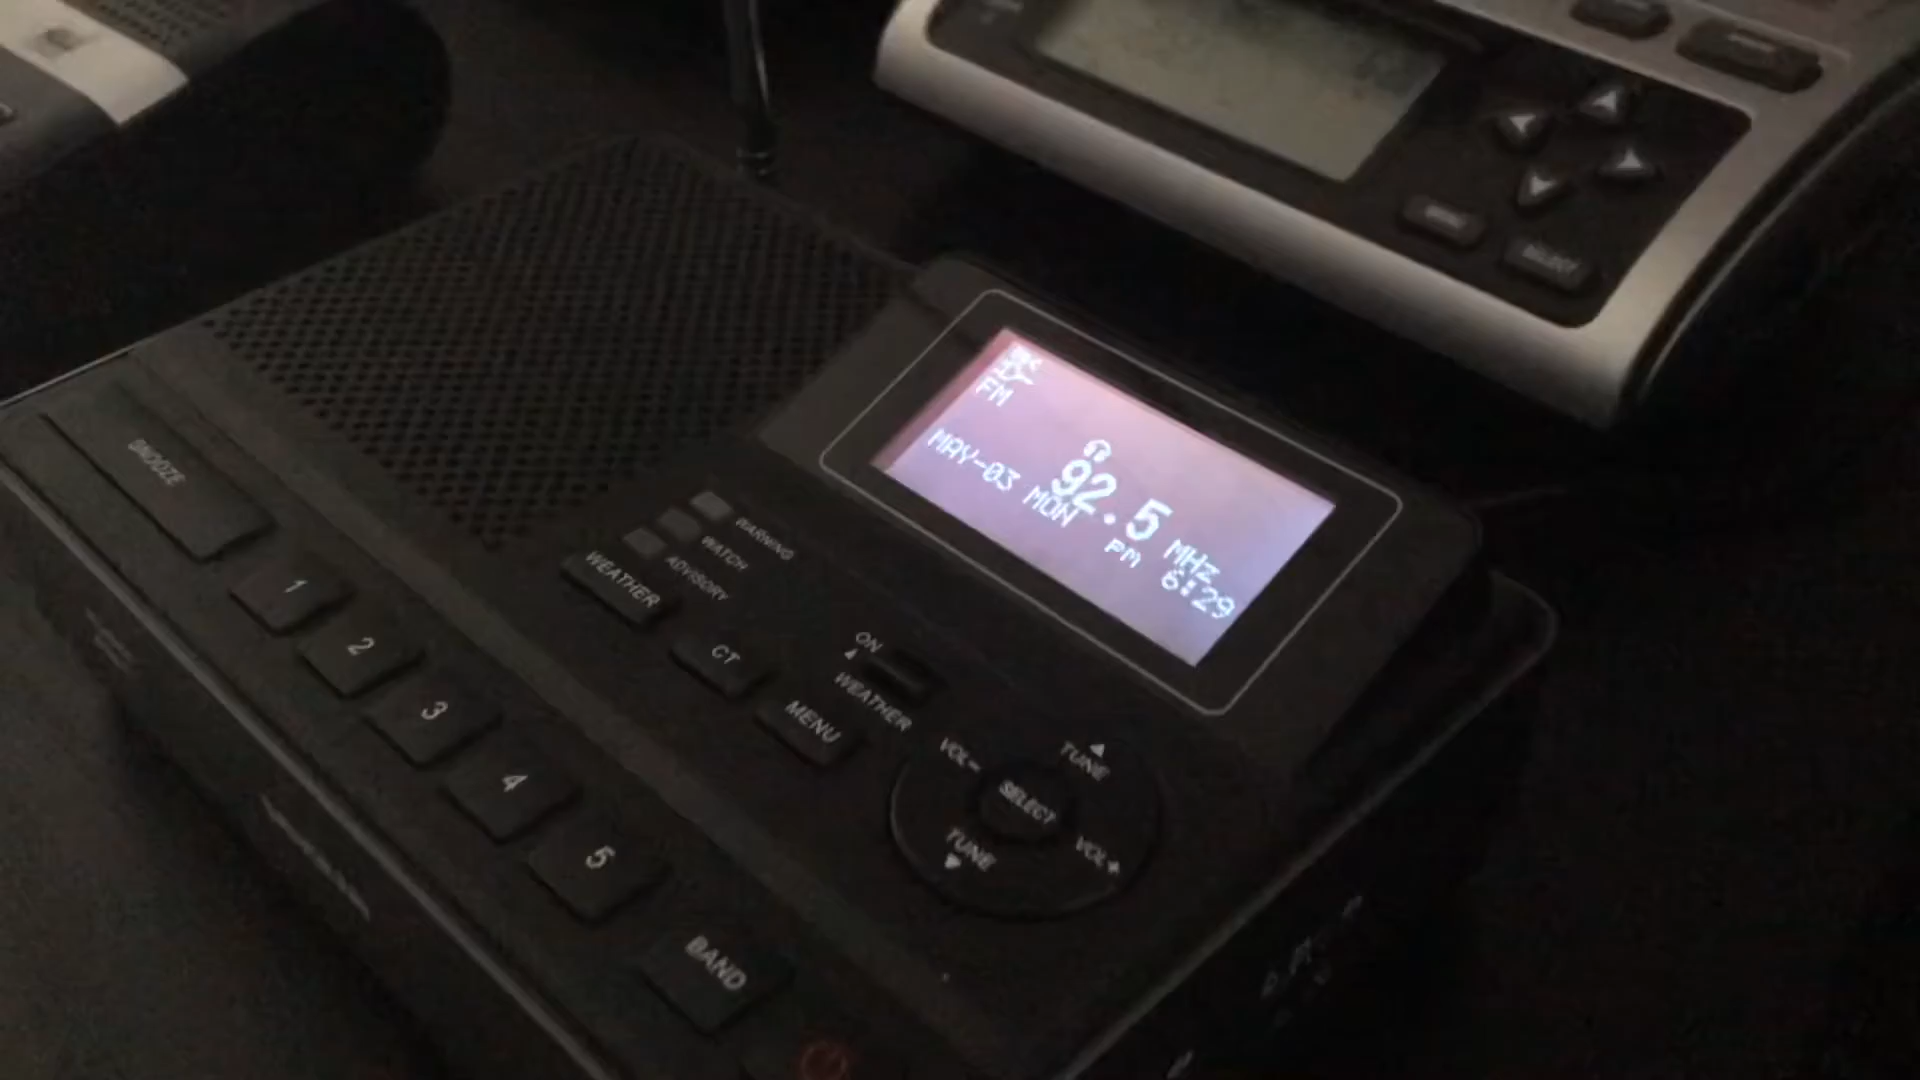 FM
92.5 MHz
MAY-03 MON PM 6:29
SNOOZE
1
2
3
4
5
BAND
WARNING
WATCH
ADVISORY
WEATHER
CT
MENU
ON
WEATHER
TUNE
VOL-
SELECT
VOL+
TUNE
SELECT